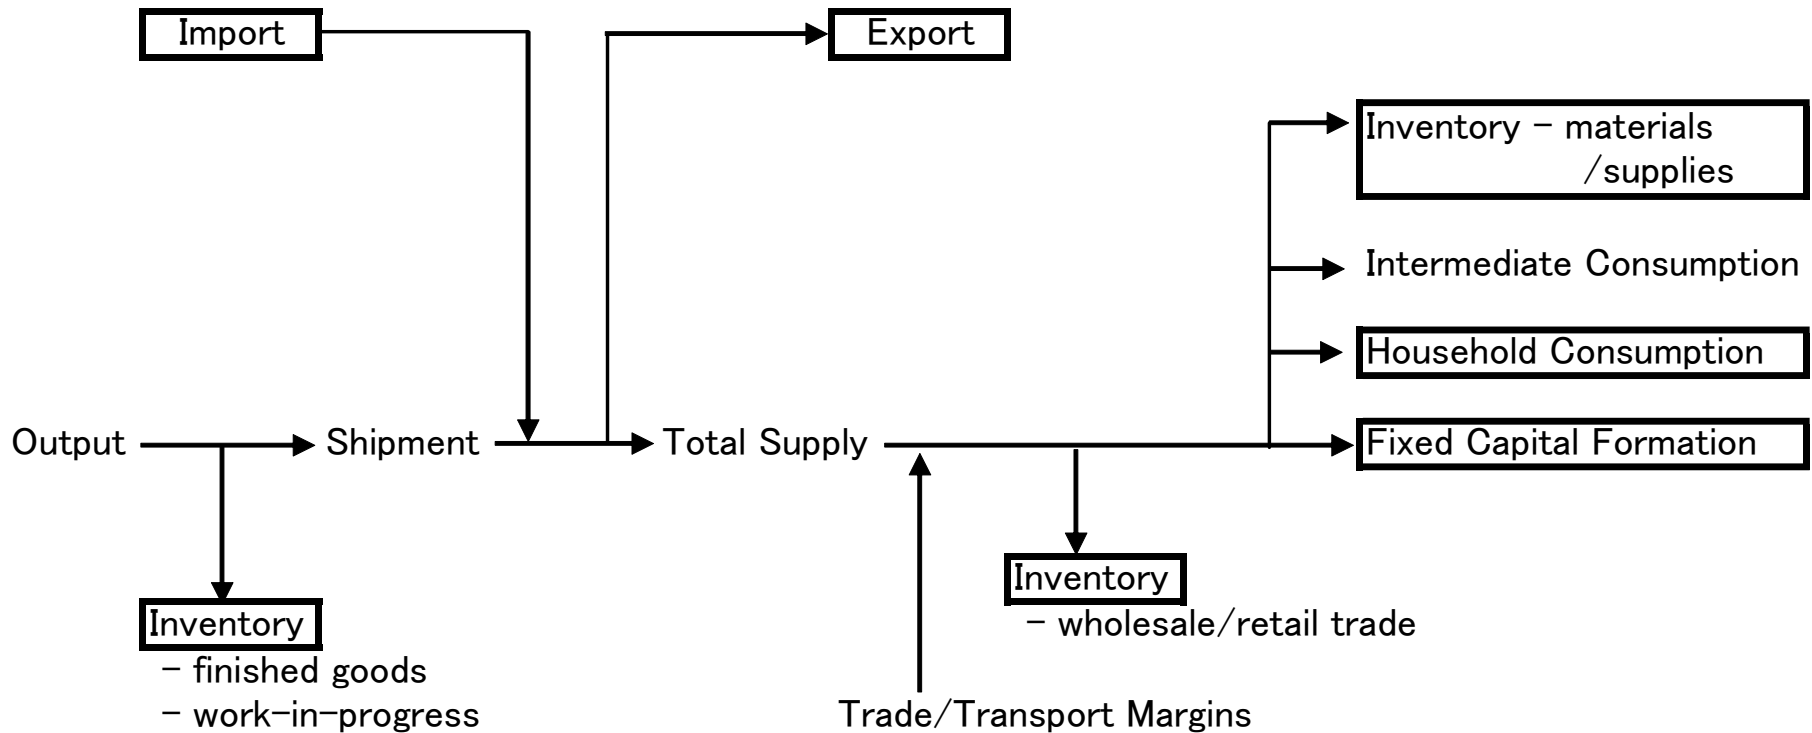 Import
Export
Inventory - materials
/supplies
Intermediate Consumption
Household Consumption
Output
Shipment
Total Supply
Fixed Capital Formation
Inventory
- wholesale/retail trade
Inventory
- finished goods
- work-in-progress
Trade/Transport Margins